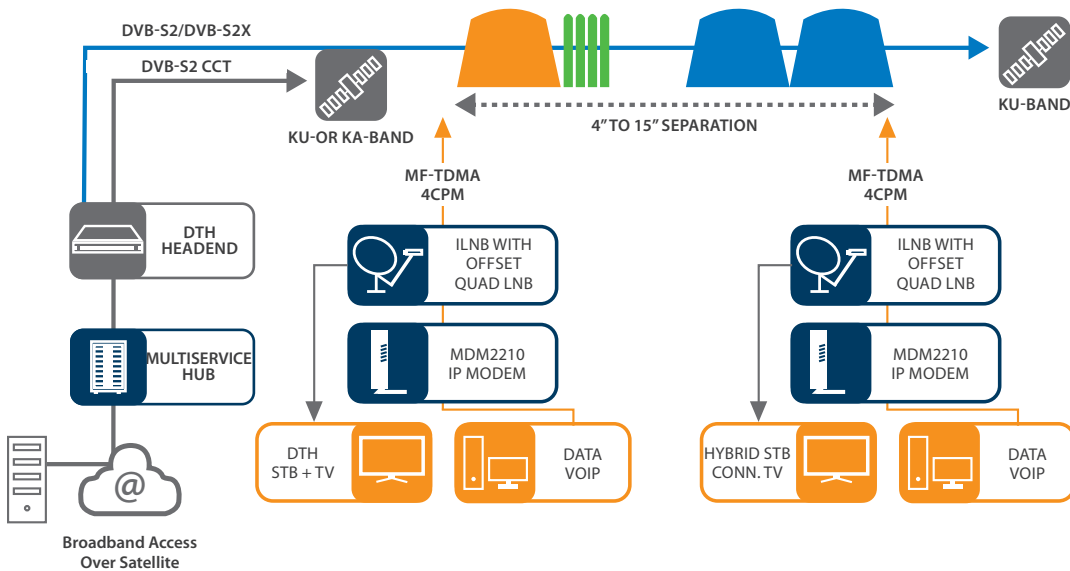 DVB-S2/DVB-S2X
DVB-S2 CCT
KU-OR KA-BAND
KU-BAND
4” TO 15” SEPARATION
MF-TDMA
4CPM
MF-TDMA
4CPM
DTH
HEADEND
ILNB WITH
OFFSET
QUAD LNB
ILNB WITH
OFFSET
QUAD LNB
MULTISERVICE
HUB
MDM2210
IP MODEM
MDM2210
IP MODEM
DTH
STB + TV
DATA
VOIP
HYBRID STB
CONN. TV
DATA
VOIP
@
Broadband Access
Over Satellite